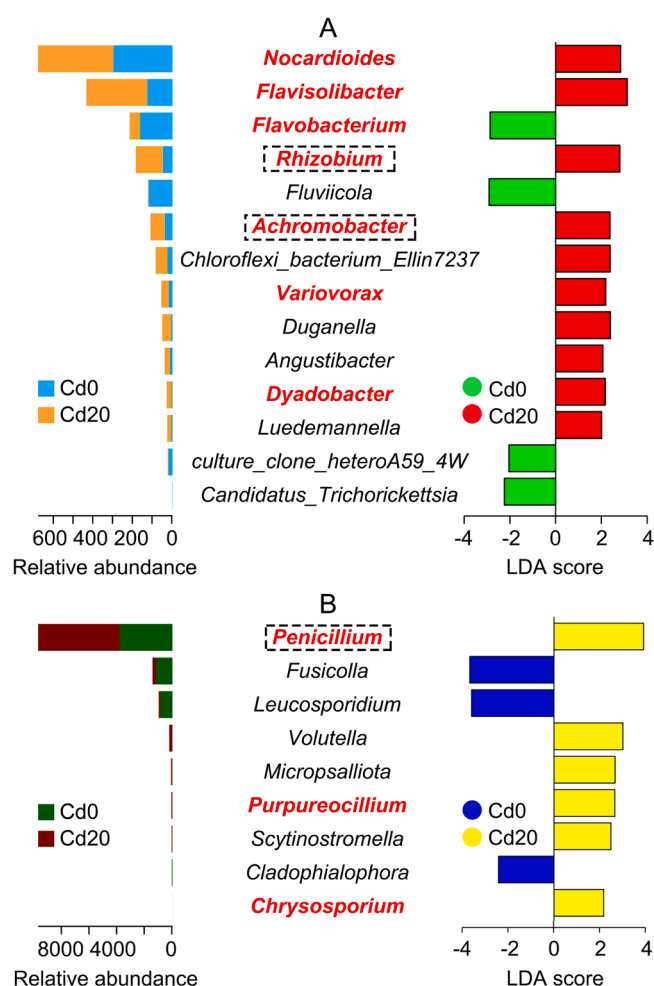 A
Nocardioides
Flavisolibacter
Flavobacterium
Rhizobium
Fluviicola
Achromobacter
Chloroflexi_bacterium_Ellin7237
Variovorax
Duganella
Angustibacter
Dyadobacter
Luedemannella
culture_clone_heteroA59_4W
Candidatus_Trichorickettsia
Cd0
Cd20
Cd0
Cd20
600 400 200 0
Relative abundance
-4 -2 0 2 4
LDA score
B
Penicillium
Fusicolla
Leucosporidium
Volutella
Micropsalliota
Purpureocillium
Scytinostromella
Cladophialophora
Chrysosporium
Cd0
Cd20
Cd0
Cd20
8000 4000 0
Relative abundance
-4 -2 0 2 4
LDA score